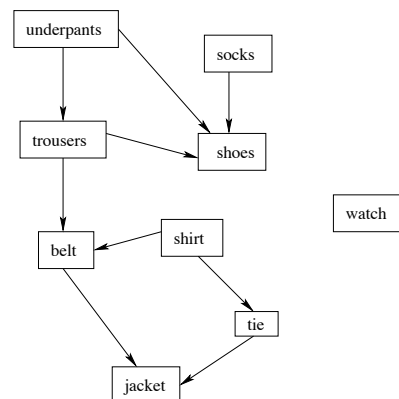 underpants
socks
trousers
shoes
watch
shirt
belt
tie
jacket